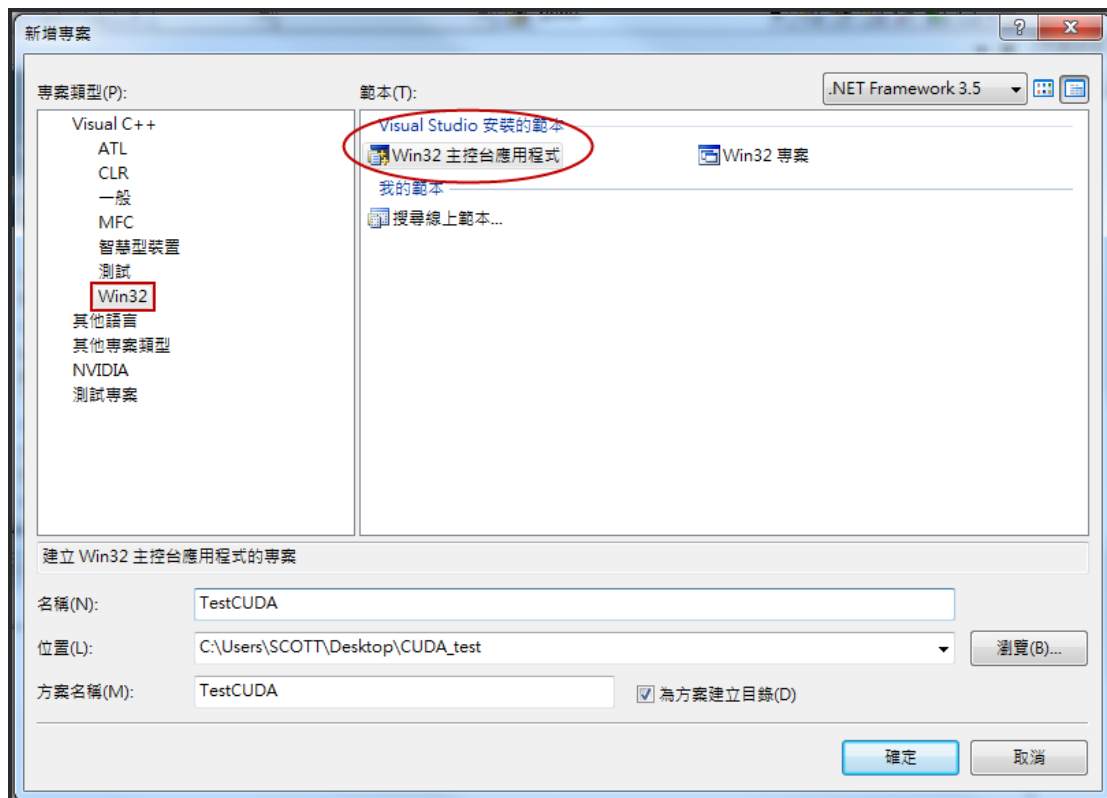 新增專案
專案類型(P):
範本(T):
.NET Framework 3.5
Visual C++
ATL
CLR
一般
MFC
智慧型裝置
測試
Win32
其他語言
其他專案類型
NVIDIA
測試專案
Visual Studio 安裝的範本
Win32 主控台應用程式
Win32 專案
我的範本
搜尋線上範本...
建立 Win32 主控台應用程式的專案
名稱(N):
TestCUDA
位置(L):
C:\Users\SCOTT\Desktop\CUDA_test
瀏覽(B)...
方案名稱(M):
TestCUDA
為方案建立目錄(D)
確定
取消